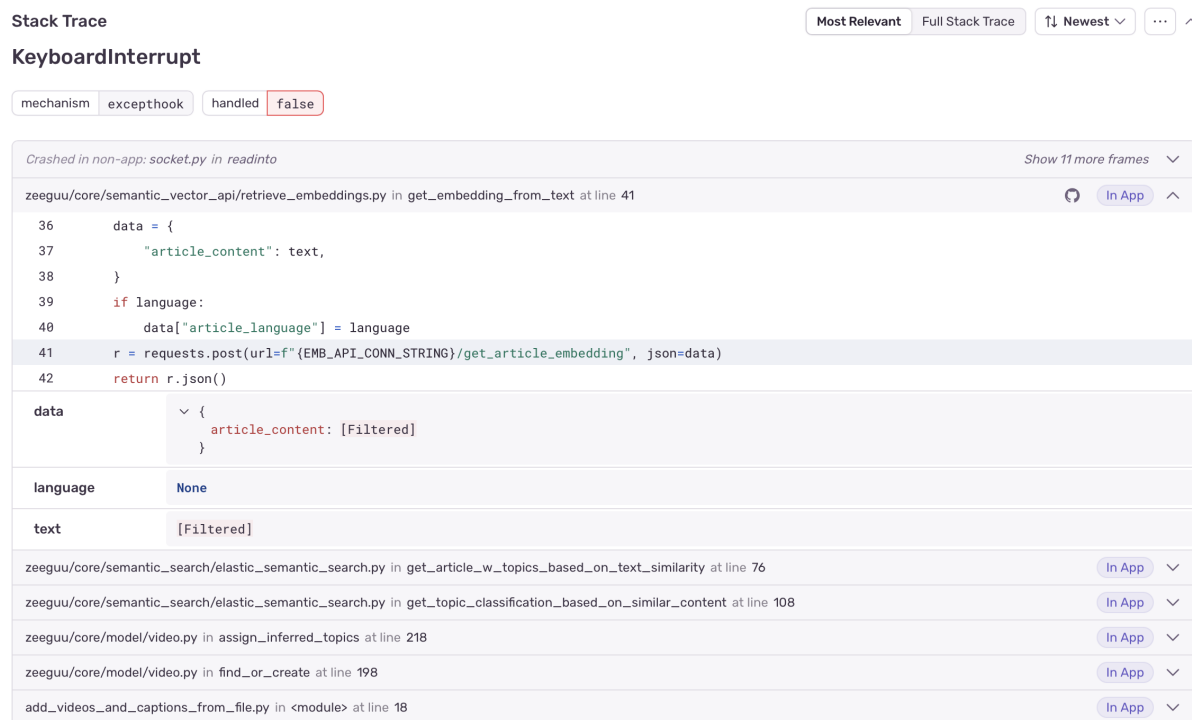 Stack Trace
Most Relevant Full Stack Trace Newest ...
KeyboardInterrupt
mechanism excepthook handled false
Crashed in non-app: socket.py in readinto Show 11 more frames
zeeguu/core/semantic_vector_api/retrieve_embeddings.py in get_embedding_from_text at line 41 In App
36 data = {
37 "article_content": text,
38 }
39 if language:
40 data["article_language"] = language
41 r = requests.post(url=f"{EMB_API_CONN_STRING}/get_article_embedding", json=data)
42 return r.json()
data {
article_content: [Filtered]
}
language None
text [Filtered]
zeeguu/core/semantic_search/elastic_semantic_search.py in get_article_w_topics_based_on_text_similarity at line 76 In App
zeeguu/core/semantic_search/elastic_semantic_search.py in get_topic_classification_based_on_similar_content at line 108 In App
zeeguu/core/model/video.py in assign_inferred_topics at line 218 In App
zeeguu/core/model/video.py in find_or_create at line 198 In App
add_videos_and_captions_from_file.py in <module> at line 18 In App